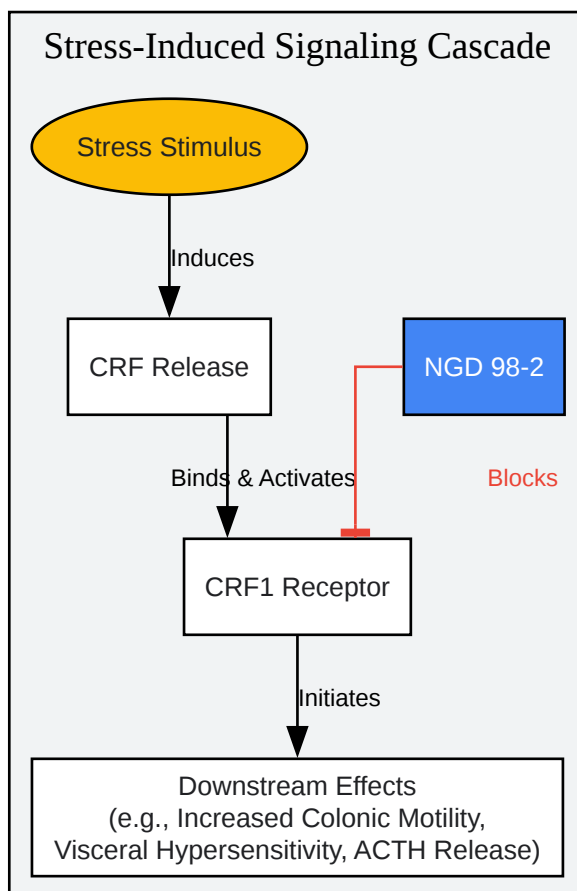 Stress-Induced Signaling Cascade
Stress Stimulus
Induces
CRF Release
NGD 98-2
Binds & Activates
Blocks
CRF1 Receptor
Initiates
Downstream Effects
(e.g., Increased Colonic Motility,
Visceral Hypersensitivity, ACTH Release)